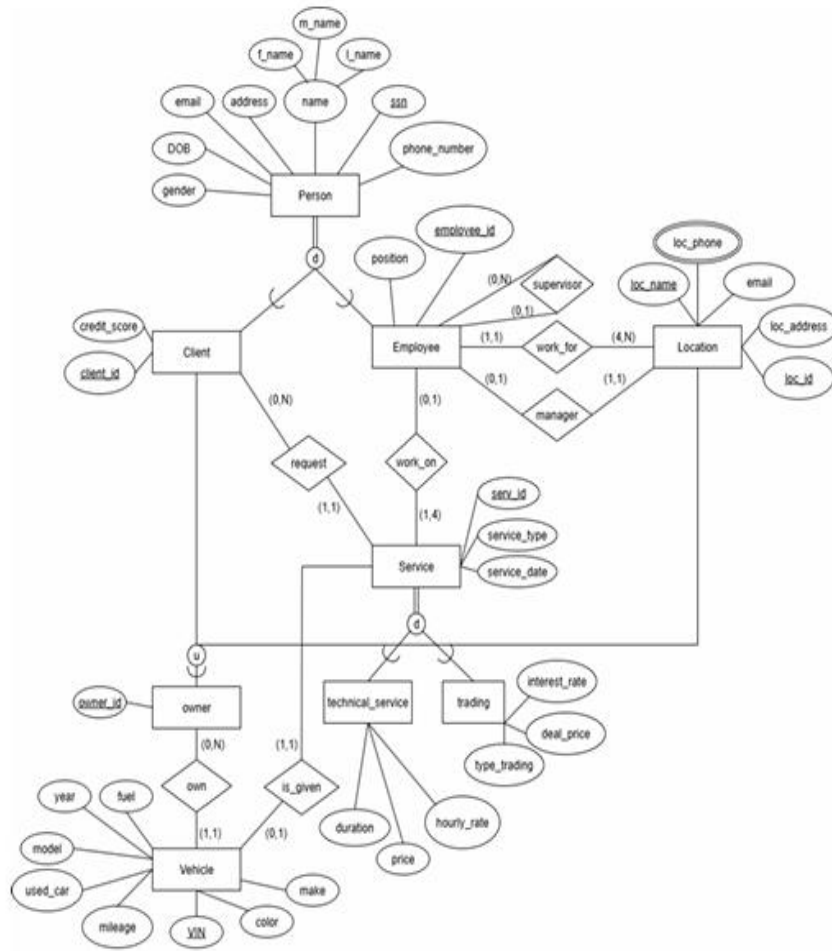 m_name
f_name
l_name
email
address
name
ssn
DOB
phone_number
gender
Person
d
employee_id
loc_phone
position
(0,N)
supervisor
loc_name
email
(0,1)
credit_score
loc_address
Client
Employee
(1,1)
work_for
(4,N)
Location
client_id
(0,1)
(1,1)
loc_id
(0,N)
(0,1)
manager
request
work_on
(1,1)
(1,4)
serv_id
service_type
Service
service_date
d
u
interest_rate
owner_id
owner
technical_service
trading
deal_price
(0,N)
(1,1)
type_trading
year
fuel
own
is_given
hourly_rate
duration
model
(1,1)
(0,1)
price
Vehicle
used_car
make
mileage
VIN
color